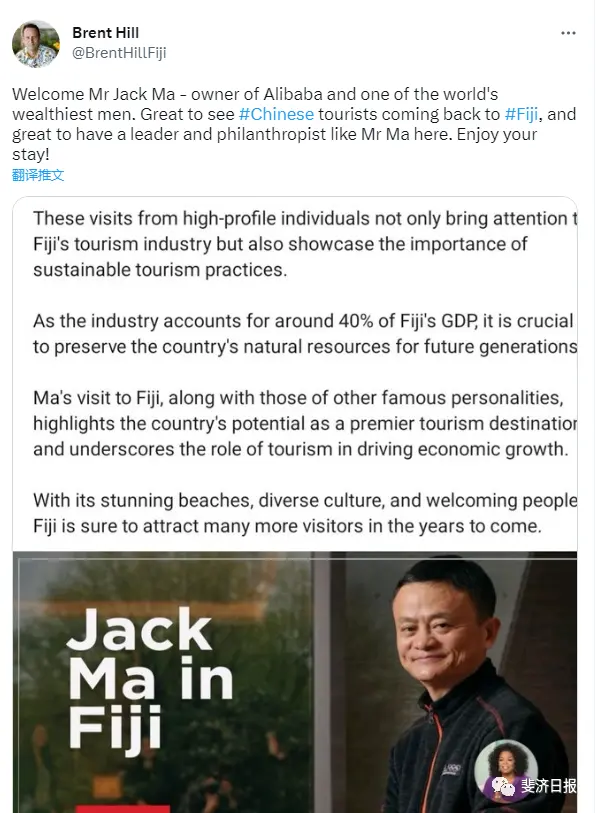 Brent Hill
@BrentHillFiji
Welcome Mr Jack Ma - owner of Alibaba and one of the world's
wealthiest men. Great to see #Chinese tourists coming back to #Fiji, and
great to have a leader and philanthropist like Mr Ma here. Enjoy your
stay!
翻译推文
These visits from high-profile individuals not only bring attention t
Fiji's tourism industry but also showcase the importance of
sustainable tourism practices.
As the industry accounts for around 40% of Fiji's GDP, it is crucial
to preserve the country's natural resources for future generations
Ma's visit to Fiji, along with those of other famous personalities,
highlights the country's potential as a premier tourism destination
and underscores the role of tourism in driving economic growth.
With its stunning beaches, diverse culture, and welcoming people
Fiji is sure to attract many more visitors in the years to come.
Jack
Ma in
Fiji
斐济日报